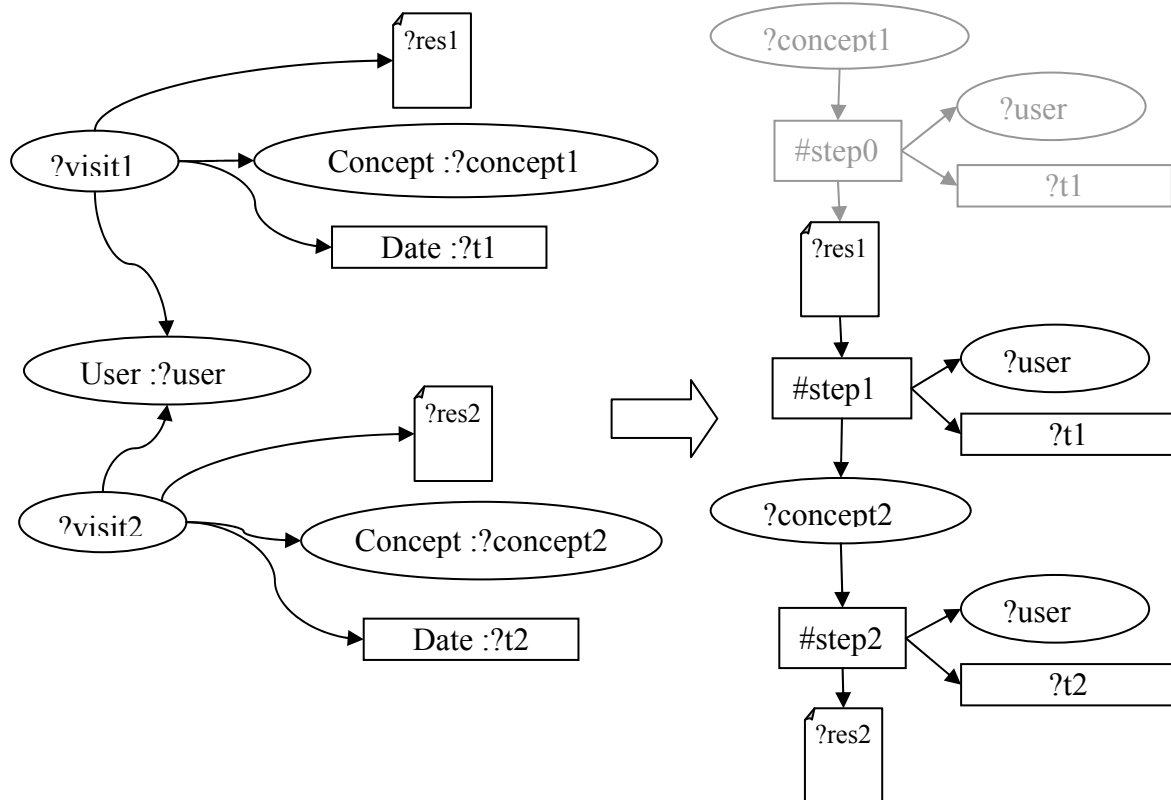 ?res1
?visit1
Concept :?concept1
Date :?t1
User :?user
?res2
?visit2
Concept :?concept2
Date :?t2
?concept1
?user
#step0
?t1
?res1
?user
#step1
?t1
?concept2
?user
#step2
?t2
?res2